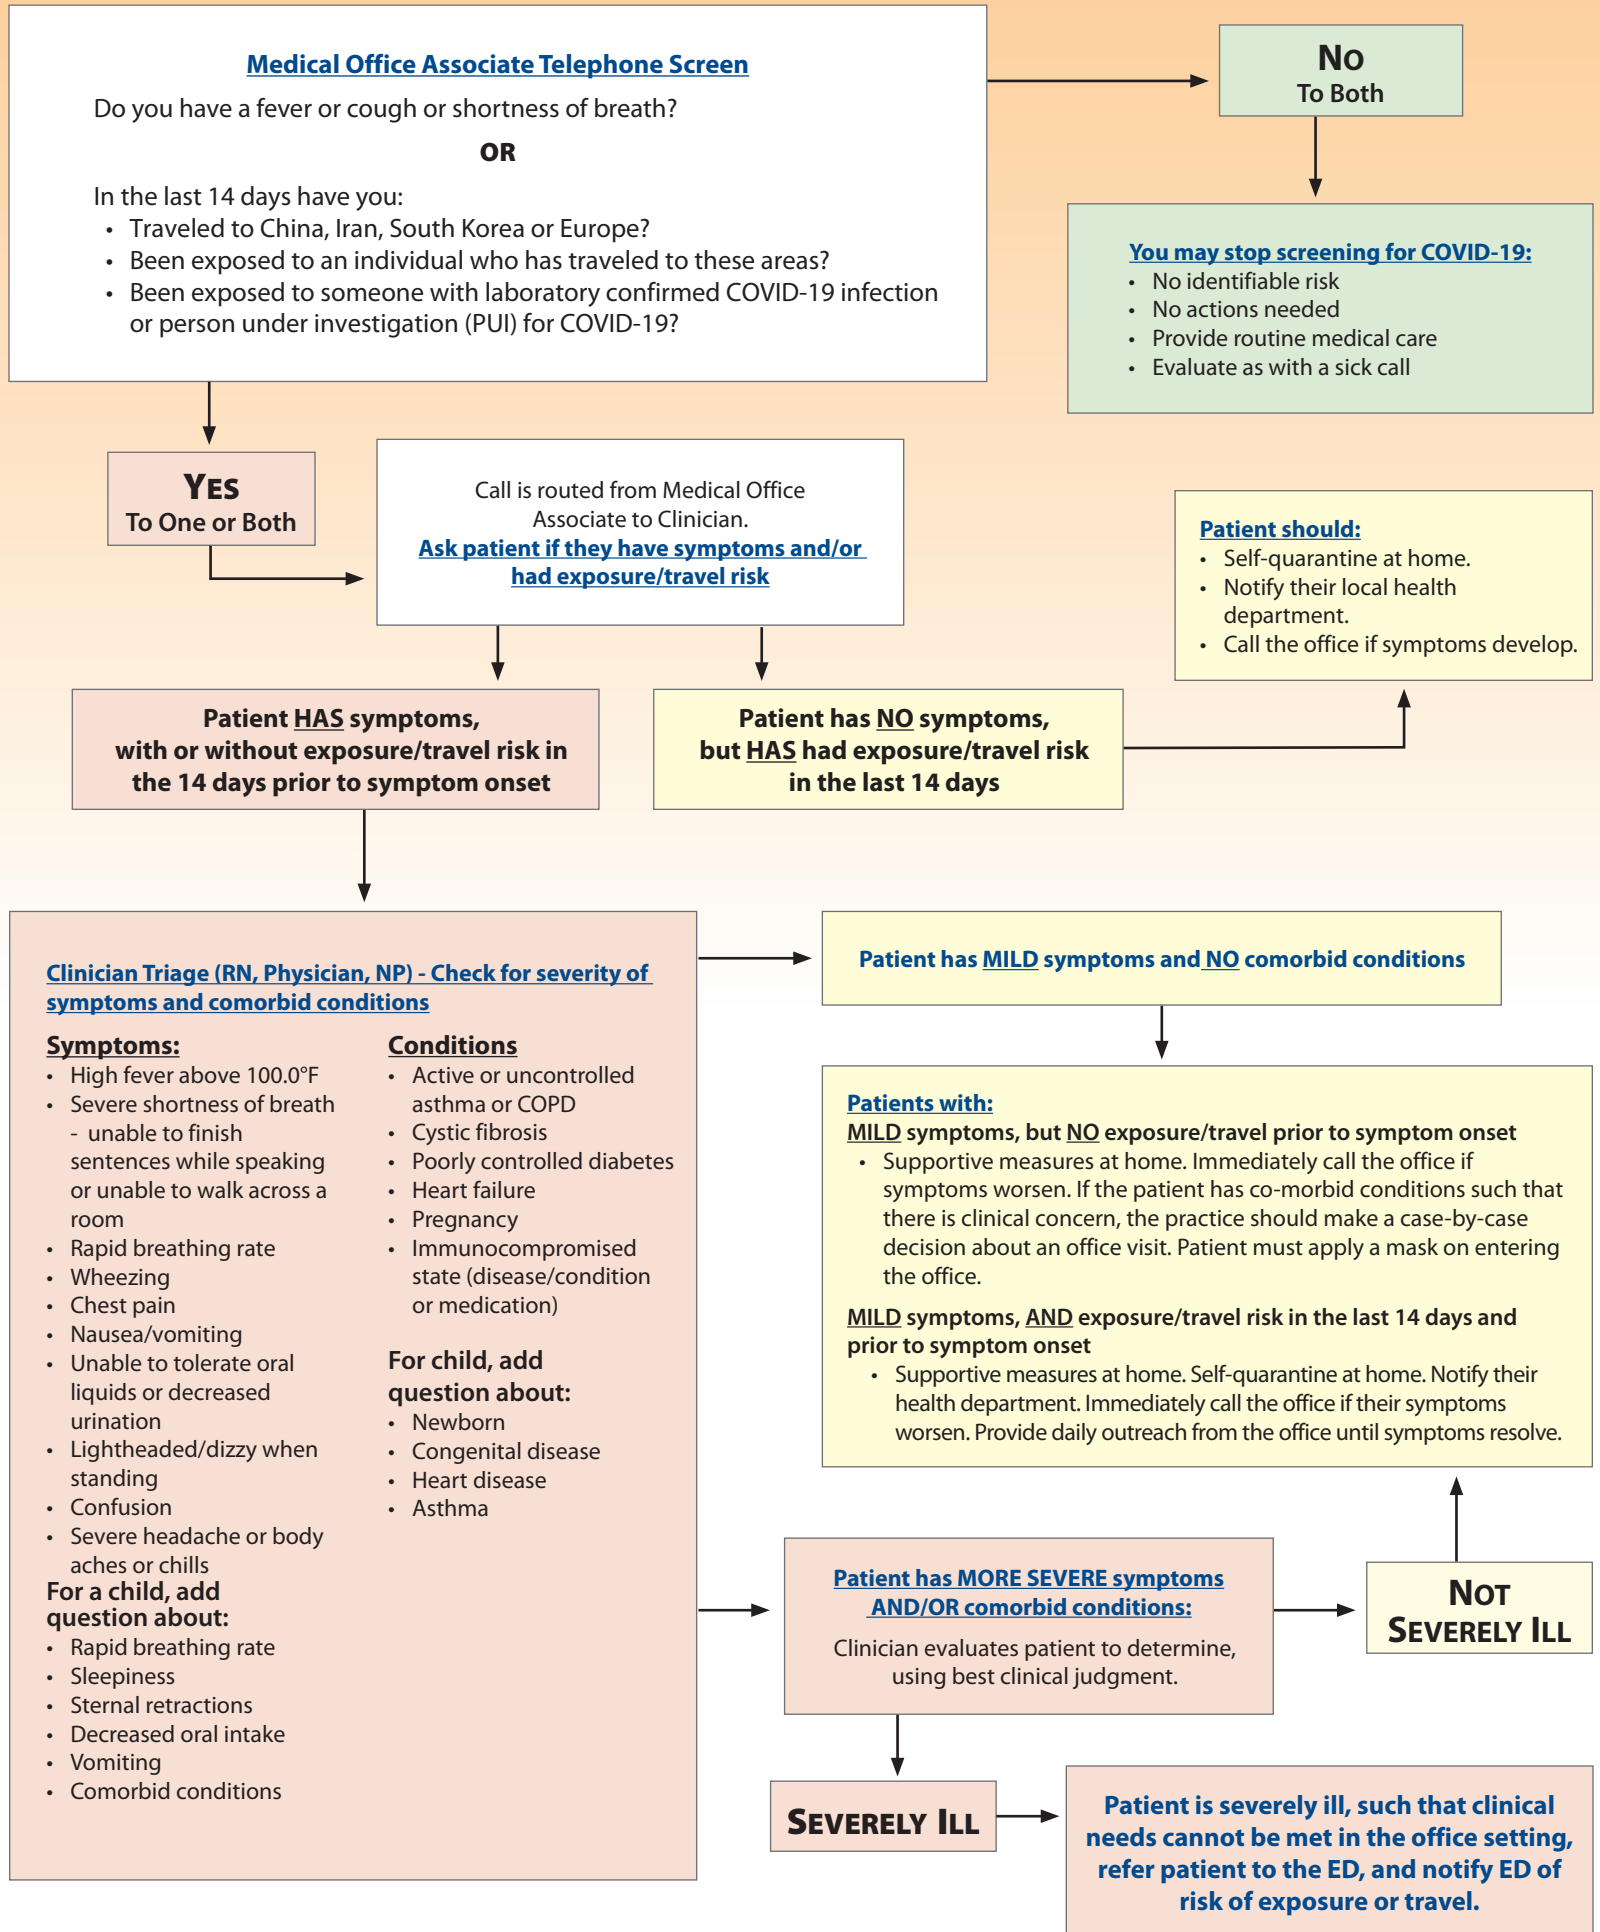 Medical Office Associate Telephone Screen
Do you have a fever or cough or shortness of breath?
OR
In the last 14 days have you:
• Traveled to China, Iran, South Korea or Europe?
• Been exposed to an individual who has traveled to these areas?
• Been exposed to someone with laboratory confirmed COVID-19 infection
or person under investigation (PUI) for COVID-19?
NO
To Both
You may stop screening for COVID-19:
• No identifiable risk
• No actions needed
• Provide routine medical care
• Evaluate as with a sick call
YES
To One or Both
Call is routed from Medical Office
Associate to Clinician.
Ask patient if they have symptoms and/or
had exposure/travel risk
Patient should:
• Self-quarantine at home.
• Notify their local health
department.
• Call the office if symptoms develop.
Patient HAS symptoms,
with or without exposure/travel risk in
the 14 days prior to symptom onset
Patient has NO symptoms,
but HAS had exposure/travel risk
in the last 14 days
Clinician Triage (RN, Physician, NP) - Check for severity of
symptoms and comorbid conditions
Symptoms:
• High fever above 100.0°F
• Severe shortness of breath
- unable to finish
sentences while speaking
or unable to walk across a
room
• Rapid breathing rate
• Wheezing
• Chest pain
• Nausea/vomiting
• Unable to tolerate oral
liquids or decreased
urination
• Lightheaded/dizzy when
standing
• Confusion
• Severe headache or body
aches or chills
For a child, add
question about:
• Rapid breathing rate
• Sleepiness
• Sternal retractions
• Decreased oral intake
• Vomiting
• Comorbid conditions
Conditions
• Active or uncontrolled
asthma or COPD
• Cystic fibrosis
• Poorly controlled diabetes
• Heart failure
• Pregnancy
• Immunocompromised
state (disease/condition
or medication)
For child, add
question about:
• Newborn
• Congenital disease
• Heart disease
• Asthma
Patient has MILD symptoms and NO comorbid conditions
Patients with:
MILD symptoms, but NO exposure/travel prior to symptom onset
• Supportive measures at home. Immediately call the office if
symptoms worsen. If the patient has co-morbid conditions such that
there is clinical concern, the practice should make a case-by-case
decision about an office visit. Patient must apply a mask on entering
the office.
MILD symptoms, AND exposure/travel risk in the last 14 days and
prior to symptom onset
• Supportive measures at home. Self-quarantine at home. Notify their
health department. Immediately call the office if their symptoms
worsen. Provide daily outreach from the office until symptoms resolve.
Patient has MORE SEVERE symptoms
AND/OR comorbid conditions:
Clinician evaluates patient to determine,
using best clinical judgment.
NOT
SEVERELY ILL
SEVERELY ILL
Patient is severely ill, such that clinical
needs cannot be met in the office setting,
refer patient to the ED, and notify ED of
risk of exposure or travel.